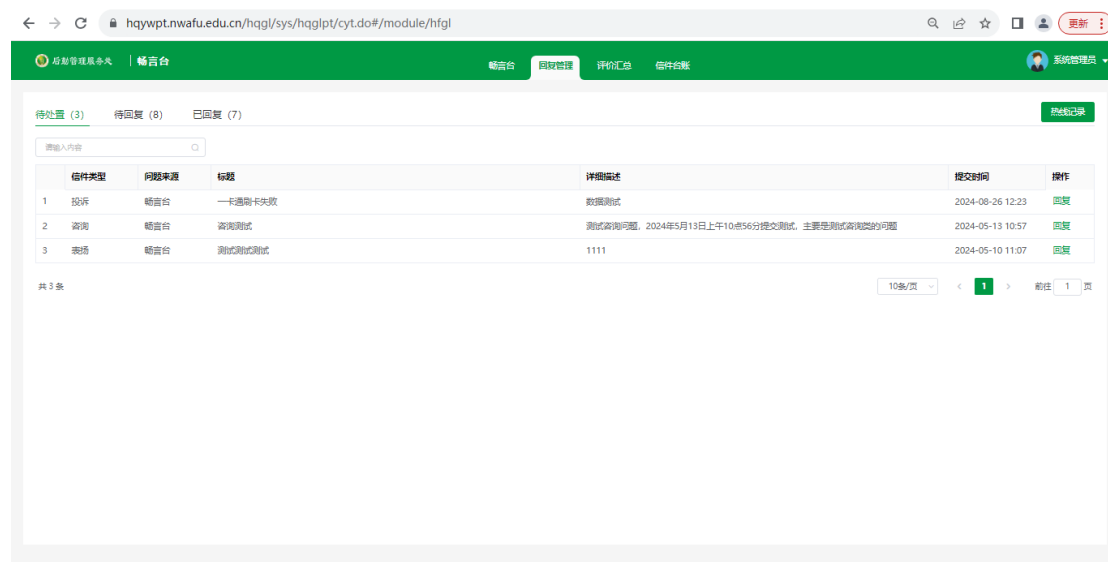 hqywpt.nwafu.edu.cn/hqgl/sys/hqglpt/cyt.do#/module/hfgl 更新
后勤管理服务处 畅言台 畅言台 回复管理 评价汇总 信件台账 系统管理员
待处置 (3) 待回复 (8) 已回复 (7) 热线记录
请输入内容
信件类型 问题来源 标题 详细描述 提交时间 操作
1 投诉 畅言台 一卡通刷卡失败 数据测试 2024-08-26 12:23 回复
2 咨询 畅言台 咨询测试 测试咨询问题，2024年5月13日上午10点56分提交测试，主要是测试咨询类的问题 2024-05-13 10:57 回复
3 表扬 畅言台 测试测试测试 1111 2024-05-10 11:07 回复
共 3 条 10条/页 1 前往 1 页